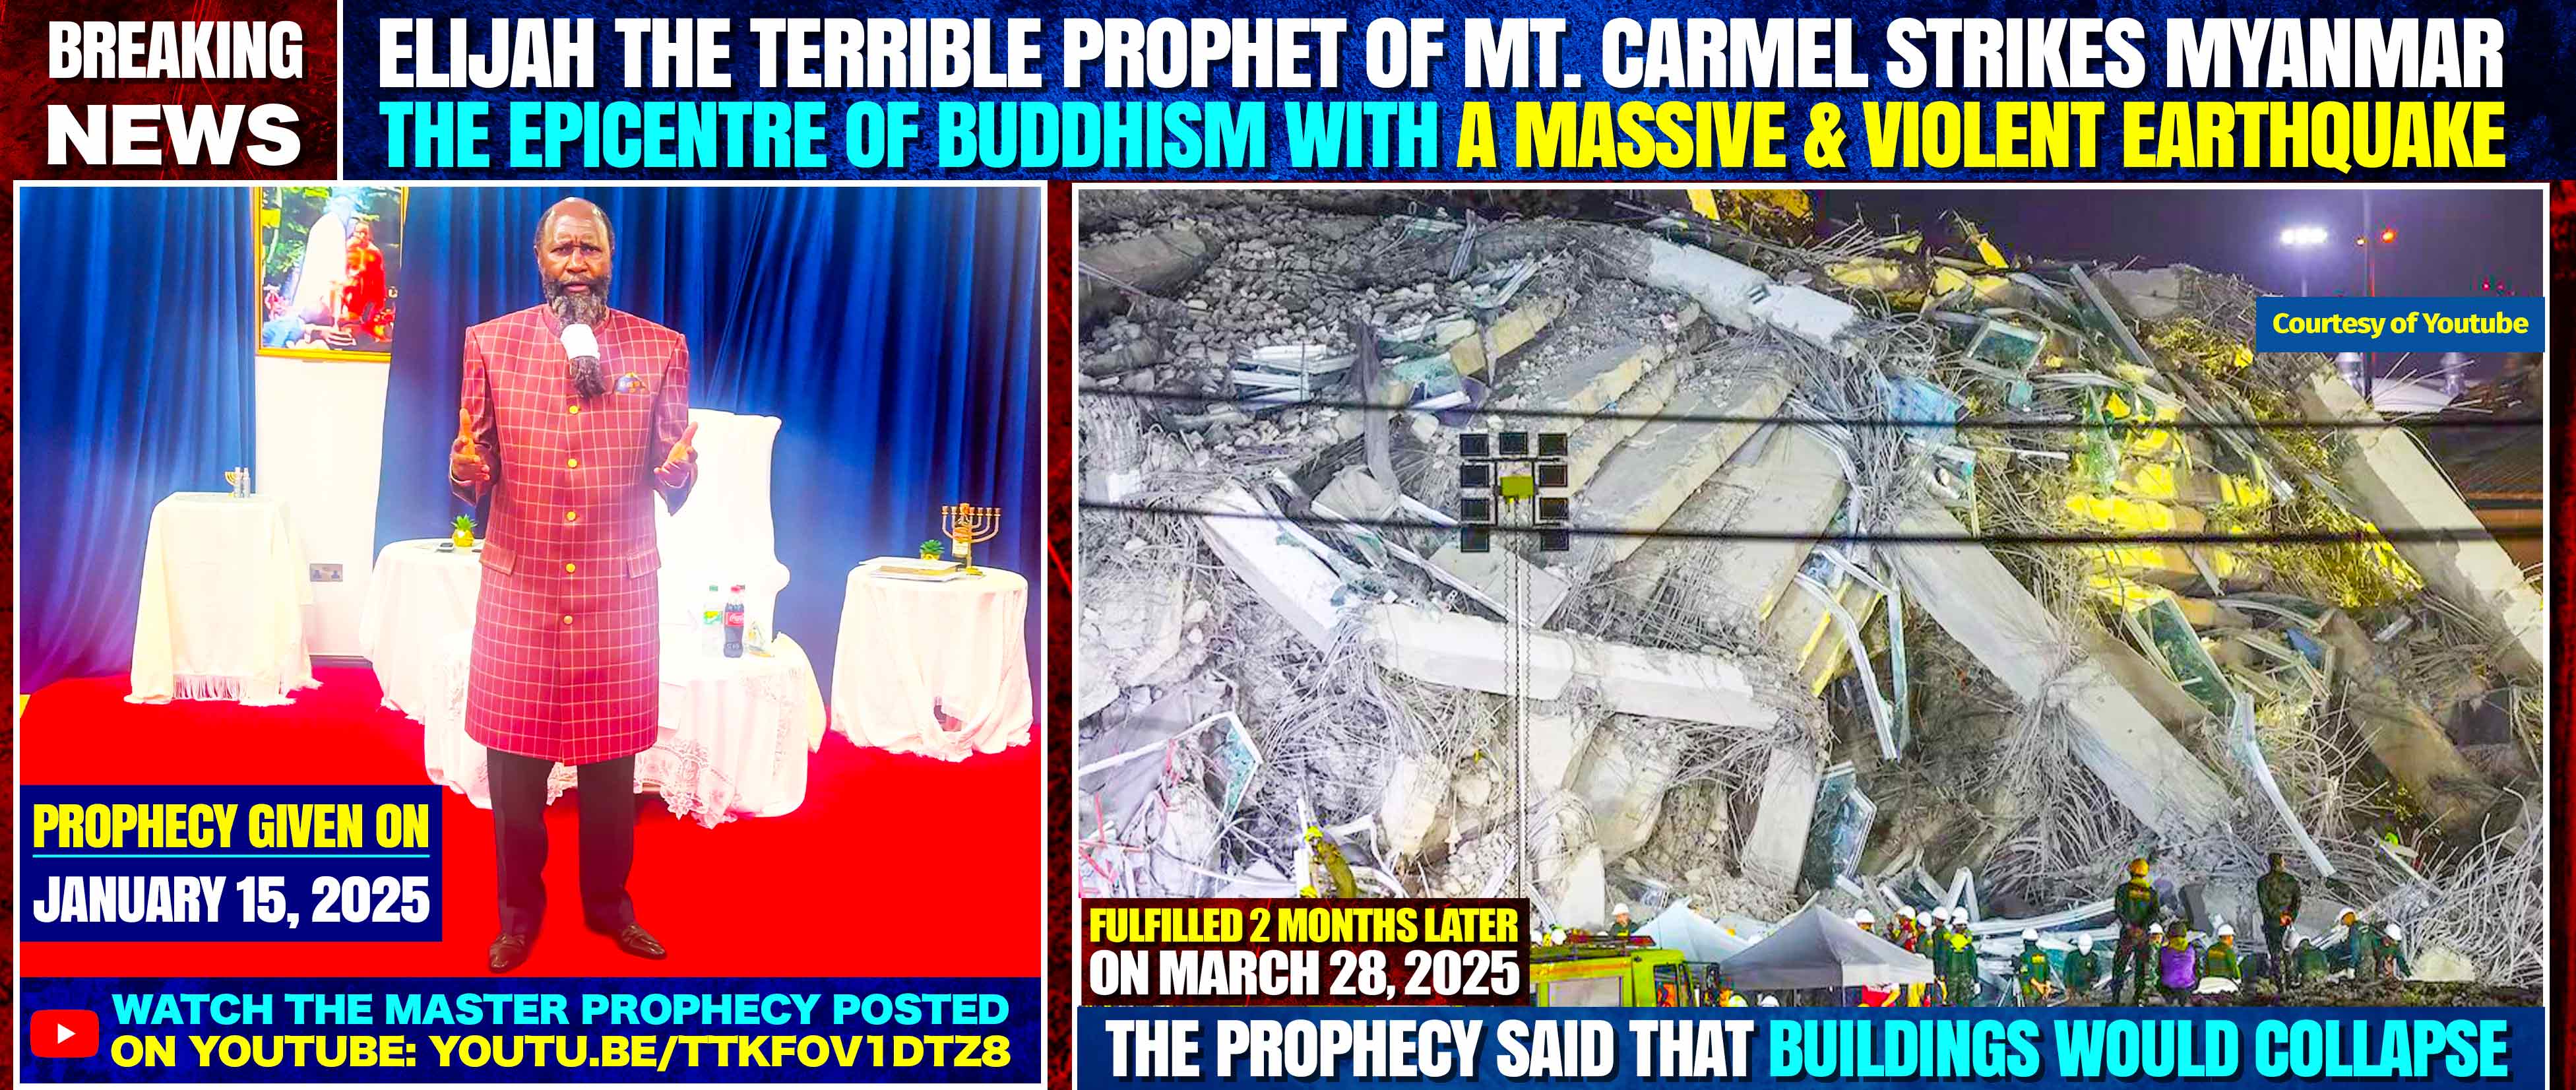 BREAKING
NEWS
ELIJAH THE TERRIBLE PROPHET OF MT. CARMEL STRIKES MYANMAR
THE EPICENTRE OF BUDDHISM WITH A MASSIVE & VIOLENT EARTHQUAKE
Courtesy of Youtube
PROPHECY GIVEN ON
JANUARY 15, 2025
WATCH THE MASTER PROPHECY POSTED
ON YOUTUBE: YOUTU.BE/TTKFOV1DTZ8
FULFILLED 2 MONTHS LATER
ON MARCH 28, 2025
THE PROPHECY SAID THAT BUILDINGS WOULD COLLAPSE